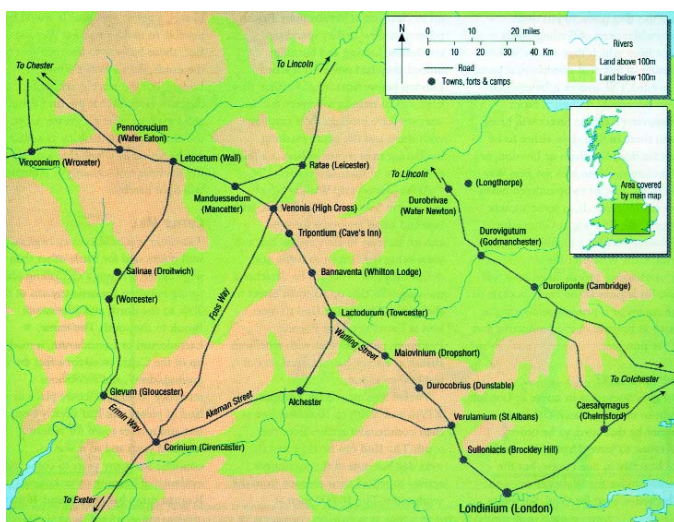 To Chester
To Lincoln
N
0 10 20 miles
0 10 20 30 40 Km
Road
Towns, forts & camps
Rivers
Land above 100m
Land below 100m
Area covered
by main map
Pennocrucium
(Water Eaton)
Viroconium (Wroxeter)
Letocetum (Wall)
Ratae (Leicester)
Manduessedum
(Mancetter)
Venonis (High Cross)
To Lincoln
(Longthorpe)
Durobrivae
(Water Newton)
Tripontium (Cave's Inn)
Durovigutum
(Godmanchester)
Salinae (Droitwich)
Bannaventa (Whilton Lodge)
Duroliponte (Cambridge)
(Worcester)
Foss Way
Lactodurum (Towcester)
Watling Street
Maiovinium (Dropshort)
To Colchester
Durocobrius (Dunstable)
Glevum (Gloucester)
Akeman Street
Alchester
Ermin Way
Caesaromagus
(Chelmsford)
Verulamium (St Albans)
Corinium (Cirencester)
Sulloniacis (Brockley Hill)
To Exeter
Londinium (London)